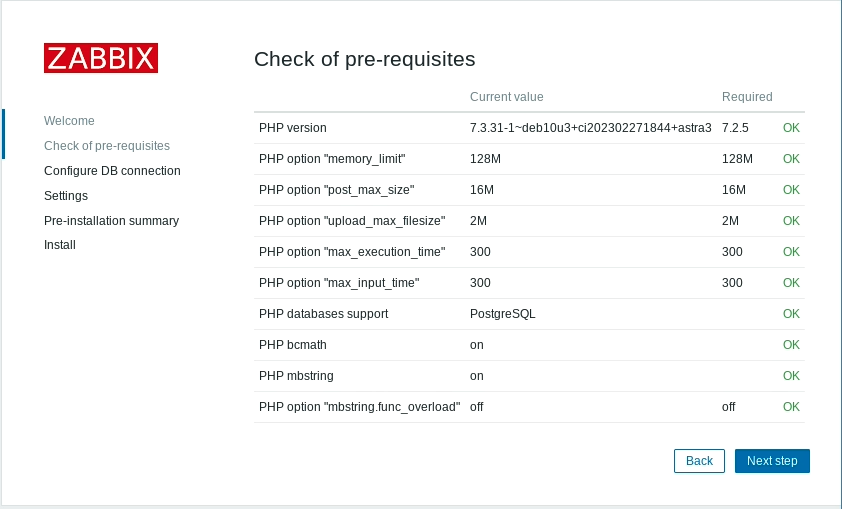 ZABBIX
Check of pre-requisites
Welcome
Check of pre-requisites
Configure DB connection
Settings
Pre-installation summary
Install
Current value Required
PHP version 7.3.31-1~deb10u3+ci202302271844+astra3 7.2.5 OK
PHP option "memory_limit" 128M 128M OK
PHP option "post_max_size" 16M 16M OK
PHP option "upload_max_filesize" 2M 2M OK
PHP option "max_execution_time" 300 300 OK
PHP option "max_input_time" 300 300 OK
PHP databases support PostgreSQL OK
PHP bcmath on OK
PHP mbstring on OK
PHP option "mbstring.func_overload" off off OK
Back Next step